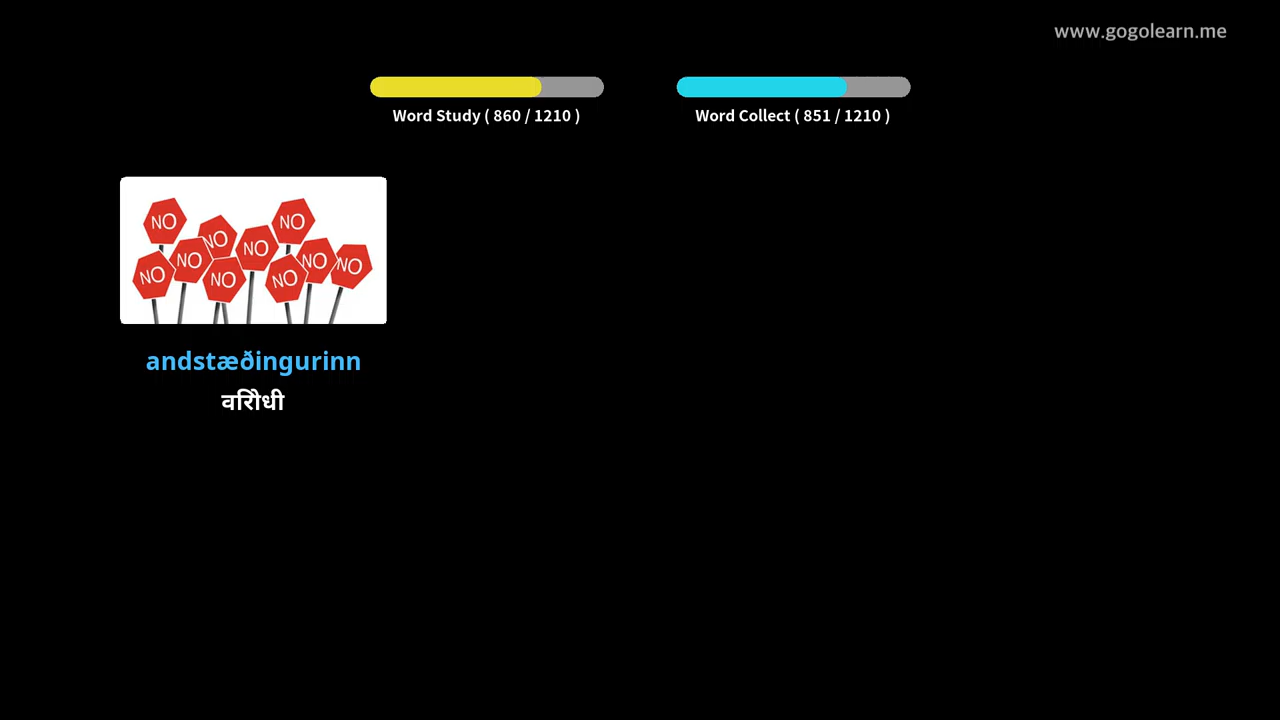 www.gogolearn.me
Word Study ( 860 / 1210 )
Word Collect ( 851 / 1210 )
NO
NO
NO
NO
NO
NO
NO
NO
NO
NO
andstæðingurinn
विरोधी